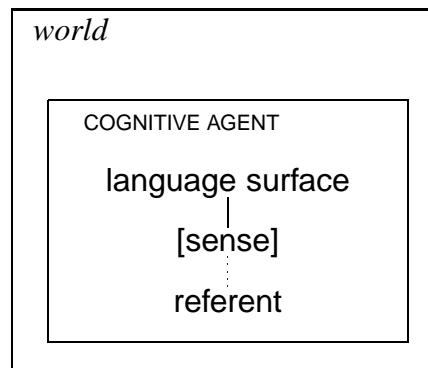 world
COGNITIVE AGENT
language surface
[sense]
referent